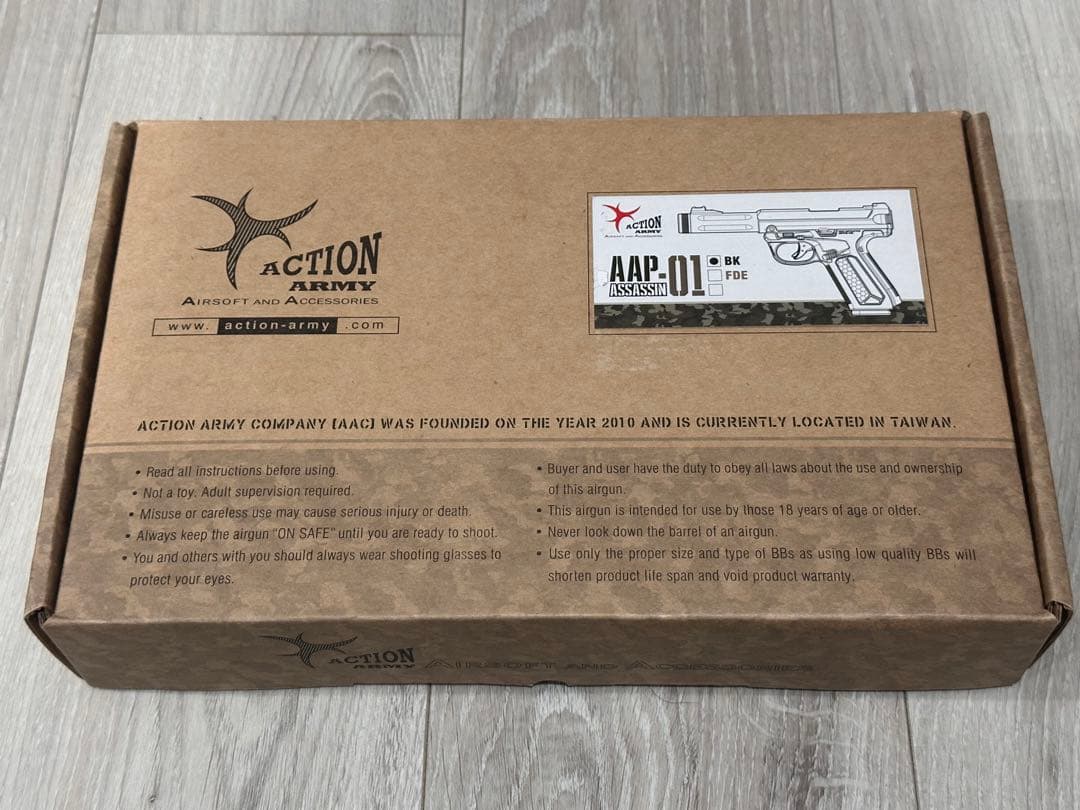 ACTION
ARMY
AIRSOFT AND ACCESSORIES
www. action-army .com
ACTION
ARMY
AIRSOFT AND ACCESSORIES
AAP-01
ASSASSIN
BK
FDE
ACTION ARMY COMPANY (AAC) WAS FOUNDED ON THE YEAR 2010 AND IS CURRENTLY LOCATED IN TAIWAN.
• Read all instructions before using.
• Not a toy. Adult supervision required.
• Misuse or careless use may cause serious injury or death.
• Always keep the airgun "ON SAFE" until you are ready to shoot.
• You and others with you should always wear shooting glasses to
protect your eyes.
• Buyer and user have the duty to obey all laws about the use and ownership
of this airgun.
• This airgun is intended for use by those 18 years of age or older.
• Never look down the barrel of an airgun.
• Use only the proper size and type of BBs as using low quality BBs will
shorten product life span and void product warranty.
ACTION
ARMY
AIRSOFT AND ACCESSORIES